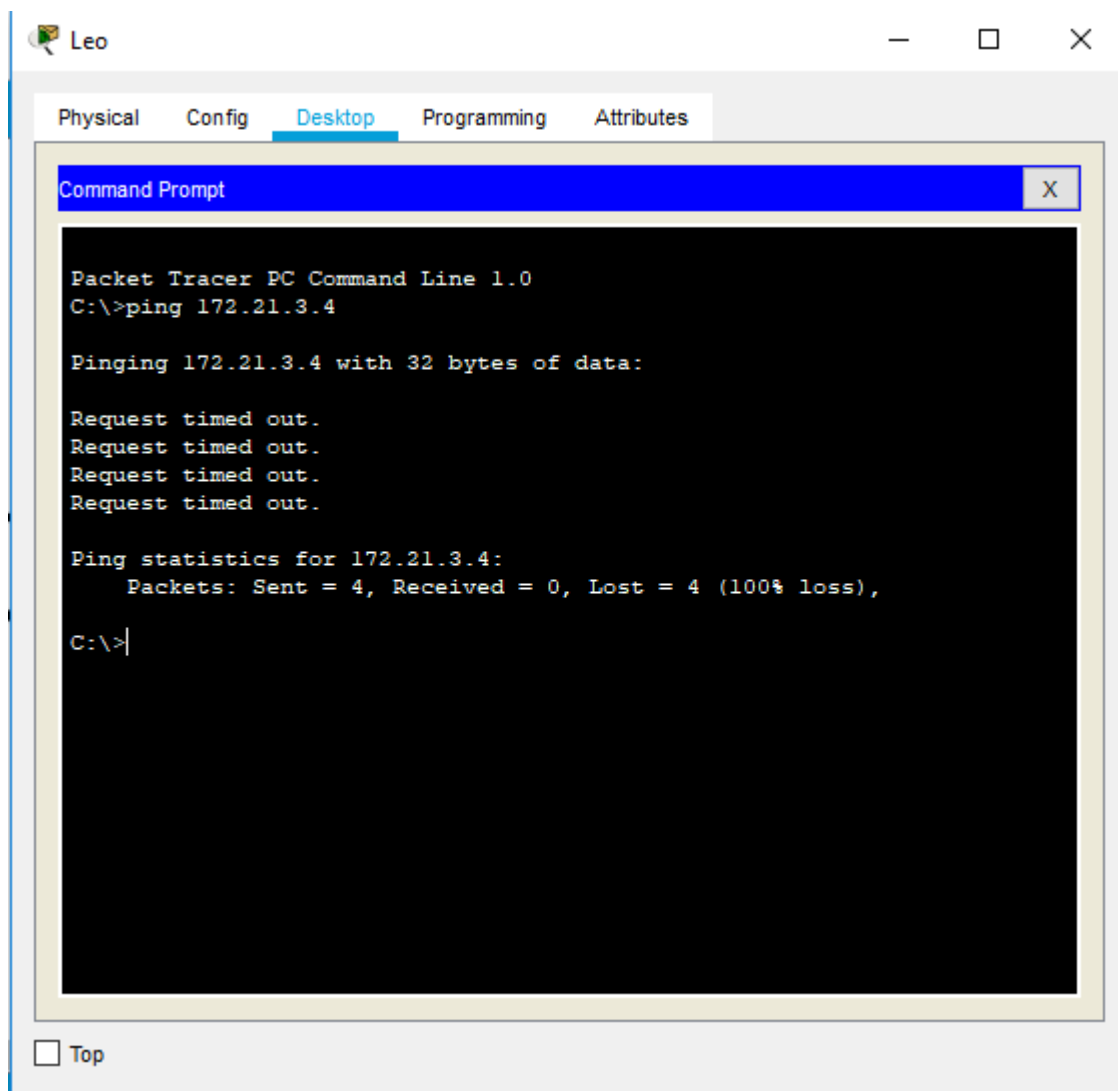 Leo
Physical Config Desktop Programming Attributes
Command Prompt X
Packet Tracer PC Command Line 1.0
C:\>ping 172.21.3.4
Pinging 172.21.3.4 with 32 bytes of data:
Request timed out.
Request timed out.
Request timed out.
Request timed out.
Ping statistics for 172.21.3.4:
Packets: Sent = 4, Received = 0, Lost = 4 (100% loss),
C:\>
Top